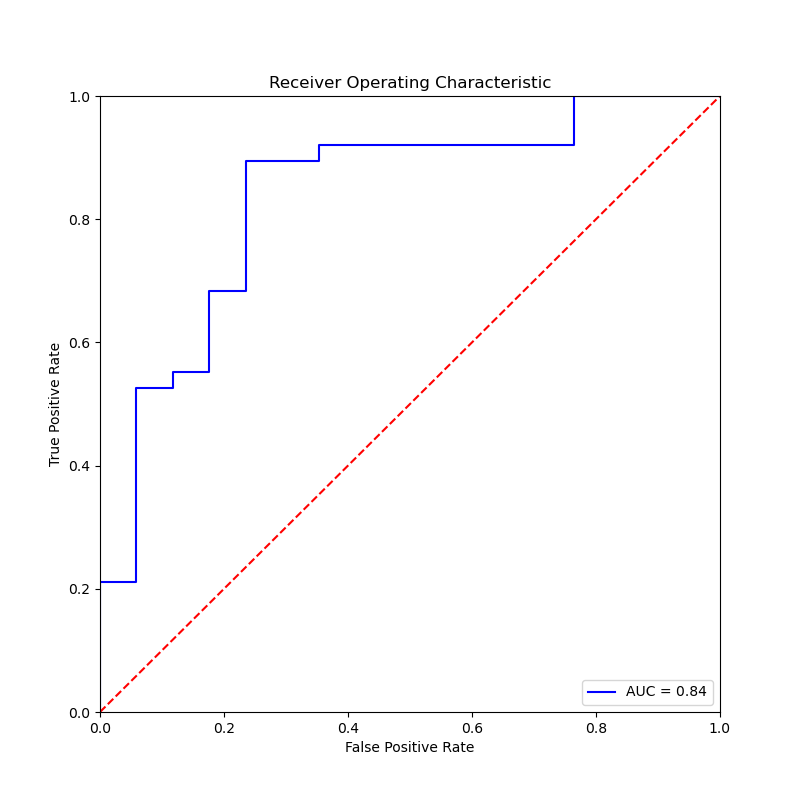 Receiver Operating Characteristic
True Positive Rate
1.0
0.8
0.6
0.4
0.2
0.0
AUC = 0.84
0.0 0.2 0.4 0.6 0.8 1.0
False Positive Rate